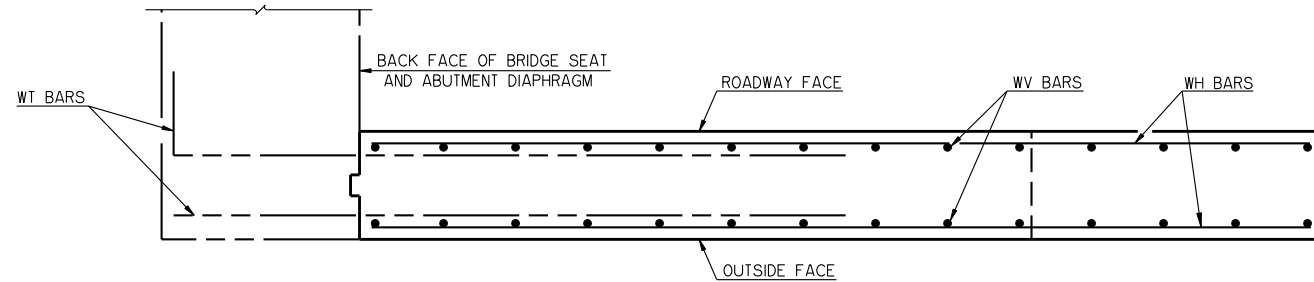 BACK FACE OF BRIDGE SEAT
AND ABUTMENT DIAPHRAGM
WT BARS
ROADWAY FACE
WV BARS
WH BARS
OUTSIDE FACE